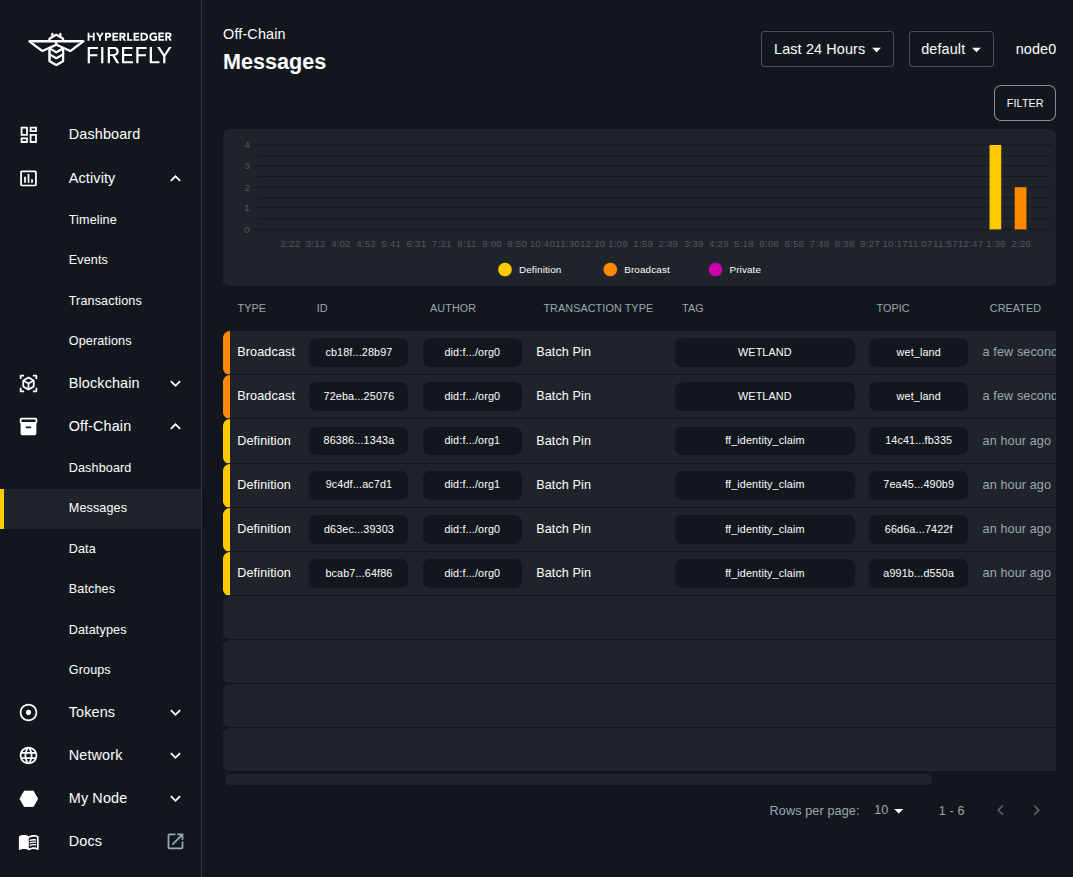 HYPERLEDGER
FIREFLY
Dashboard
Activity
Timeline
Events
Transactions
Operations
Blockchain
Off-Chain
Dashboard
Messages
Data
Batches
Datatypes
Groups
Tokens
Network
My Node
Docs
Off-Chain
Messages
Last 24 Hours
default
node0
FILTER
4
3
2
1
0
2:22 3:12 4:02 4:52 5:41 6:31 7:21 8:11 9:00 9:50 10:40 11:30 12:20 1:09 1:59 2:49 3:39 4:29 5:18 6:08 6:58 7:48 8:38 9:27 10:17 11:07 11:57 12:47 1:36 2:26
Definition Broadcast Private
TYPE ID AUTHOR TRANSACTION TYPE TAG TOPIC CREATED
Broadcast cb18f...28b97 did:f.../org0 Batch Pin WETLAND wet_land a few second
Broadcast 72eba...25076 did:f.../org0 Batch Pin WETLAND wet_land a few second
Definition 86386...1343a did:f.../org1 Batch Pin ff_identity_claim 14c41...fb335 an hour ago
Definition 9c4df...ac7d1 did:f.../org1 Batch Pin ff_identity_claim 7ea45...490b9 an hour ago
Definition d63ec...39303 did:f.../org0 Batch Pin ff_identity_claim 66d6a...7422f an hour ago
Definition bcab7...64f86 did:f.../org0 Batch Pin ff_identity_claim a991b...d550a an hour ago
Rows per page: 10 1 - 6